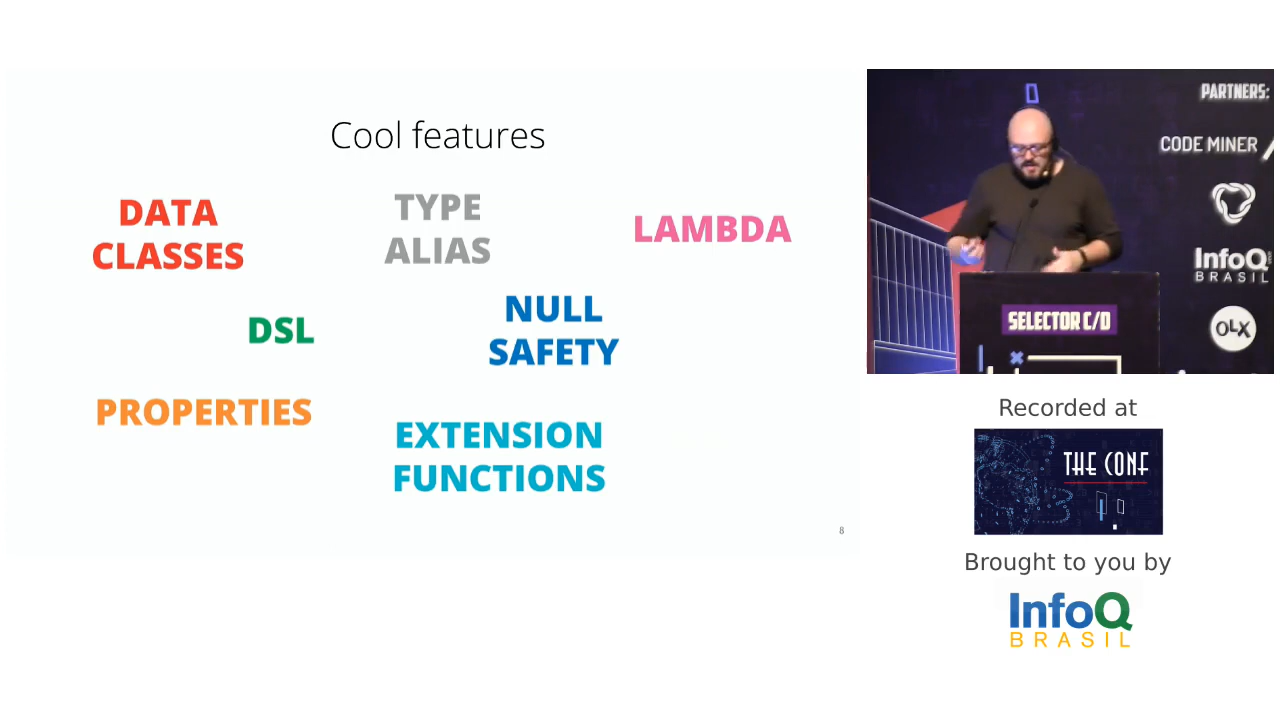 Cool features
DATA
CLASSES
TYPE
ALIAS
LAMBDA
DSL
NULL
SAFETY
PROPERTIES
EXTENSION
FUNCTIONS
8
PARTNERS:
CODE MINER
InfoQ
BRASIL
OLX
SELECTOR C/D
Recorded at
THE CONF
Brought to you by
InfoQ
BRASIL